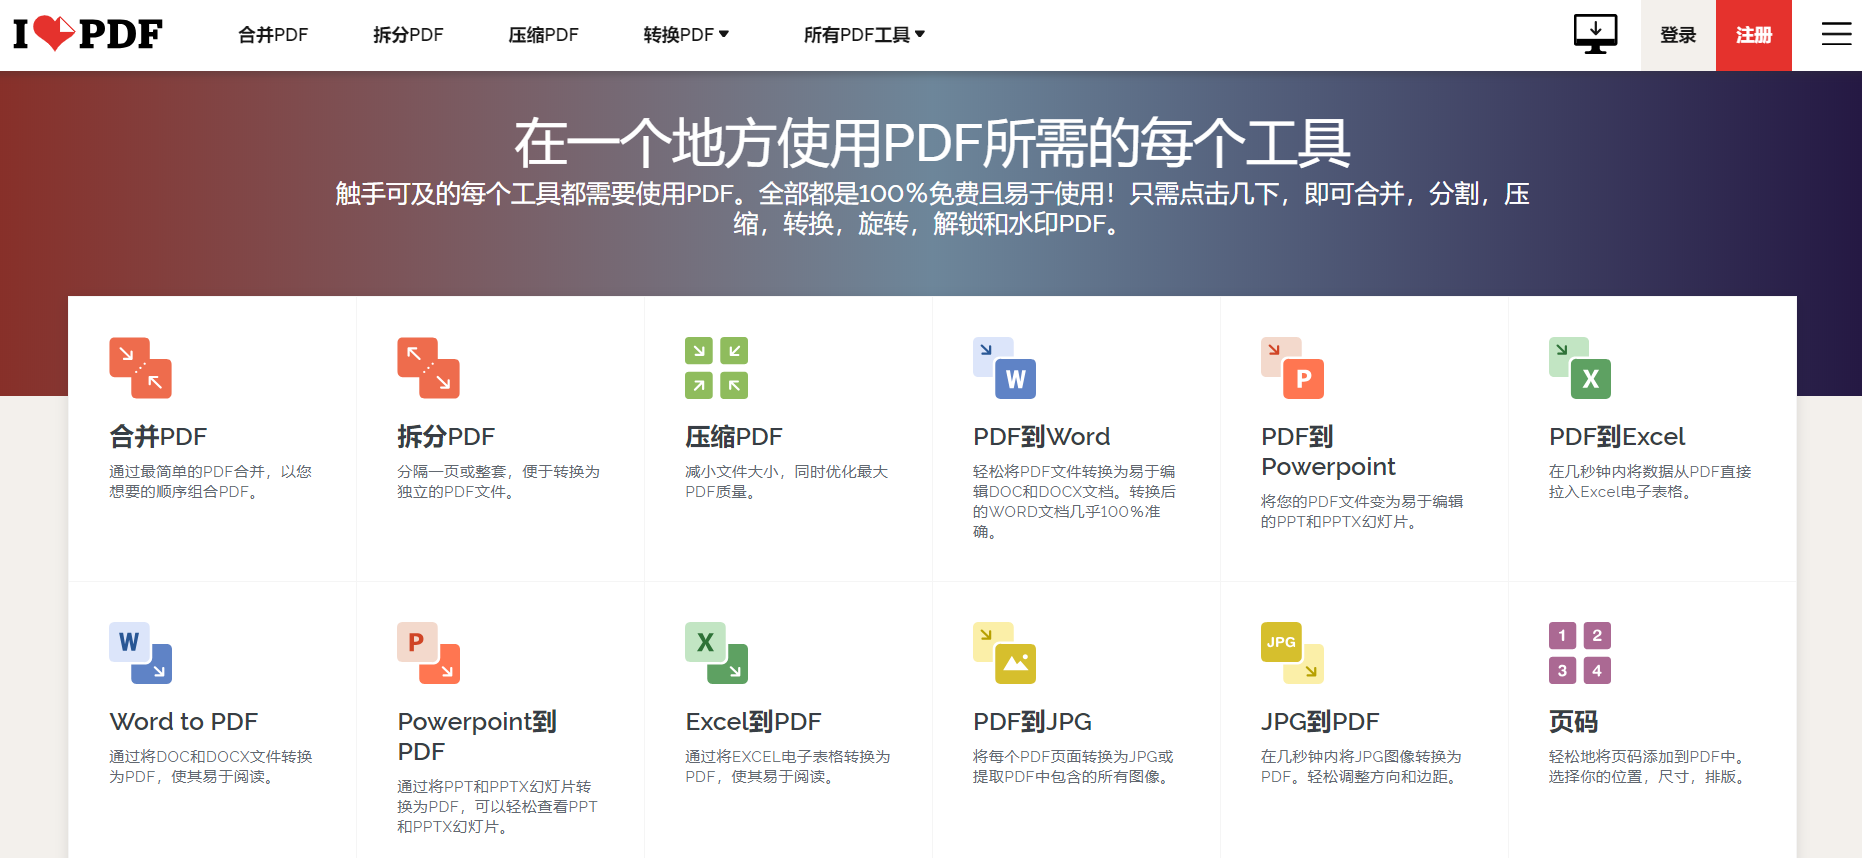 I PDF
合并PDF
拆分PDF
压缩PDF
转换PDF
所有PDF工具
登录
注册
在一个地方使用PDF所需的每个工具
触手可及的每个工具都需要使用PDF。全部都是100％免费且易于使用！只需点击几下，即可合并，分割，压
缩，转换，旋转，解锁和水印PDF。
合并PDF
通过最简单的PDF合并，以您
想要的顺序组合PDF。
拆分PDF
分隔一页或整套，便于转换为
独立的PDF文件。
压缩PDF
减小文件大小，同时优化最大
PDF质量。
W
PDF到Word
轻松将PDF文件转换为易于编
辑DOC和DOCX文档。转换后
的WORD文档几乎100％准
确。
P
PDF到
Powerpoint
将您的PDF文件变为易于编辑
的PPT和PPTX幻灯片。
X
PDF到Excel
在几秒钟内将数据从PDF直接
拉入Excel电子表格。
W
Word to PDF
通过将DOC和DOCX文件转换
为PDF，使其易于阅读。
P
Powerpoint到
PDF
通过将PPT和PPTX幻灯片转
换为PDF，可以轻松查看PPT
和PPTX幻灯片。
X
Excel到PDF
通过将EXCEL电子表格转换为
PDF，使其易于阅读。
PDF到JPG
将每个PDF页面转换为JPG或
提取PDF中包含的所有图像。
JPG
JPG到PDF
在几秒钟内将JPG图像转换为
PDF。轻松调整方向和边距。
1 2
3 4
页码
轻松地将页码添加到PDF中。
选择你的位置，尺寸，排版。